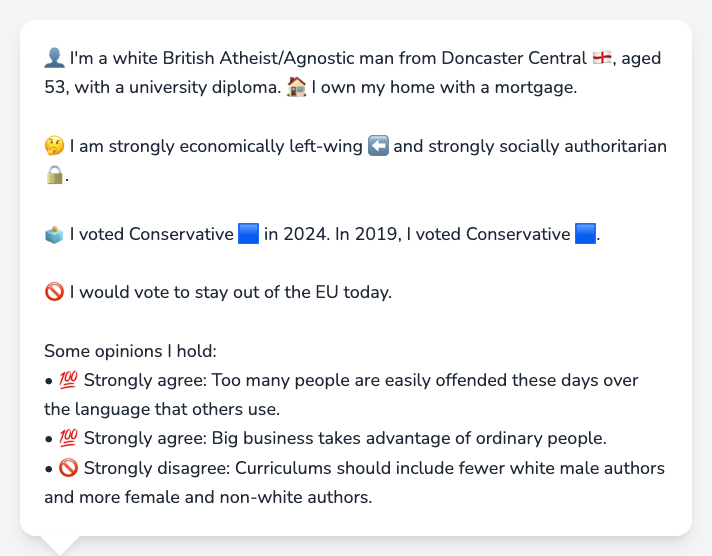 👤 I'm a white British Atheist/Agnostic man from Doncaster Central 🏴󠁧󠁢󠁥󠁮󠁧󠁿, aged
53, with a university diploma. 🏠 I own my home with a mortgage.
🤔 I am strongly economically left-wing ⬅️ and strongly socially authoritarian
🔒.
🗳️ I voted Conservative 🟦 in 2024. In 2019, I voted Conservative 🟦.
🚫 I would vote to stay out of the EU today.
Some opinions I hold:
• 💯 Strongly agree: Too many people are easily offended these days over
the language that others use.
• 💯 Strongly agree: Big business takes advantage of ordinary people.
• 🚫 Strongly disagree: Curriculums should include fewer white male authors
and more female and non-white authors.